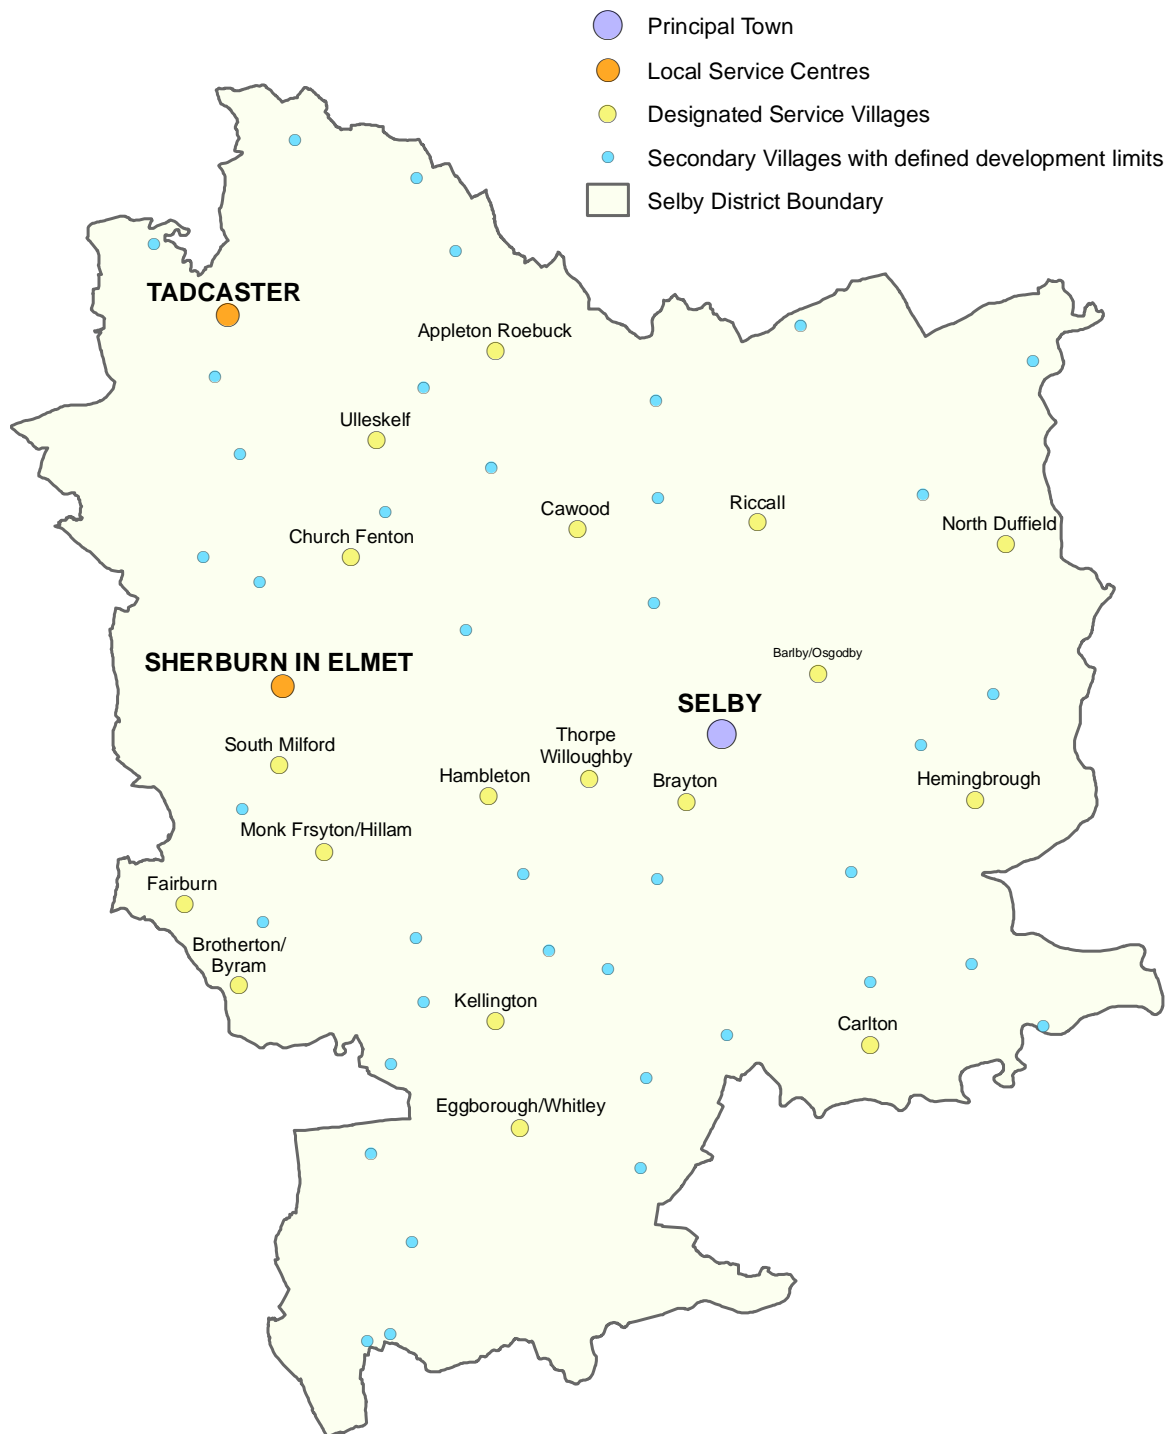 Principal Town
Local Service Centres
Designated Service Villages
Secondary Villages with defined development limits
Selby District Boundary
TADCASTER
Appleton Roebuck
Ulleskelf
Cawood
Riccall
North Duffield
Church Fenton
Barlby/Osgodby
SHERBURN IN ELMET
SELBY
South Milford
Thorpe
Willoughby
Hambleton
Brayton
Hemingbrough
Monk Frsyton/Hillam
Fairburn
Brotherton/
Byram
Kellington
Carlton
Eggborough/Whitley